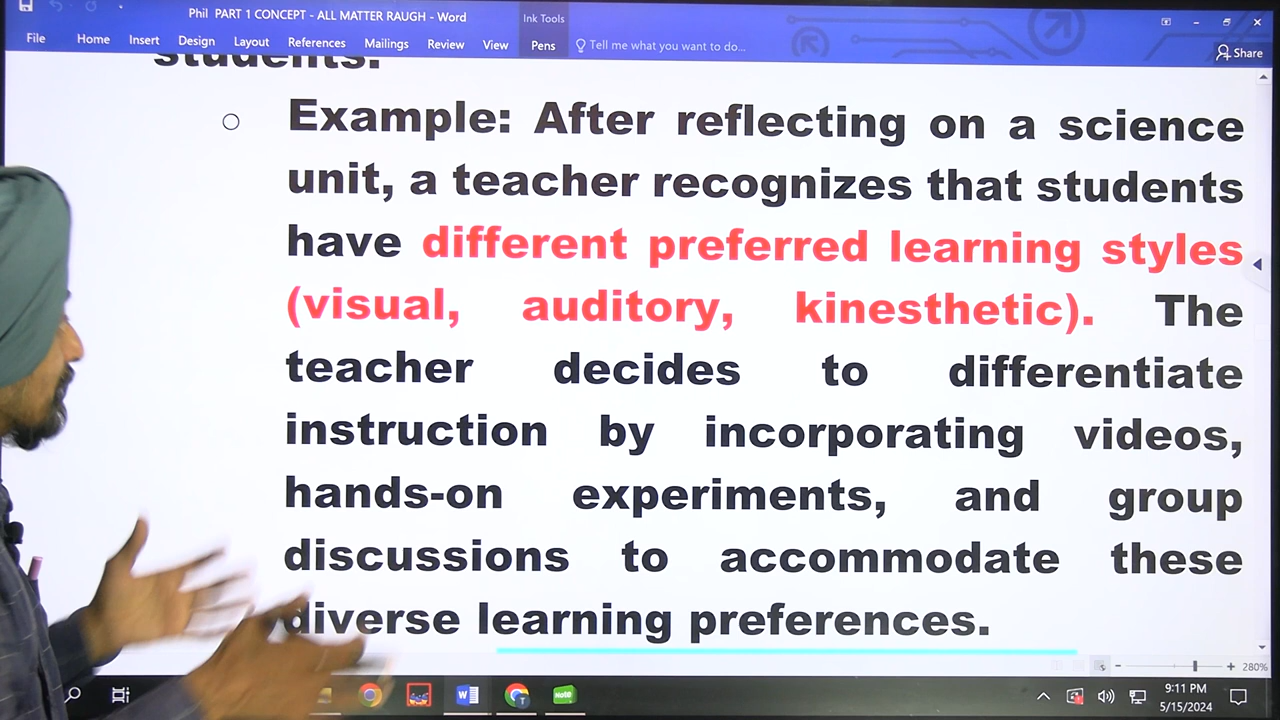 Phil PART 1 CONCEPT - ALL MATTER RAUGH - Word
Ink Tools
File Home Insert Design Layout References Mailings Review View Pens Tell me what you want to do... Share
students.
Example: After reflecting on a science
unit, a teacher recognizes that students
have different preferred learning styles
(visual, auditory, kinesthetic). The
teacher decides to differentiate
instruction by incorporating videos,
hands-on experiments, and group
discussions to accommodate these
diverse learning preferences.
280%
Note
9:11 PM
5/15/2024